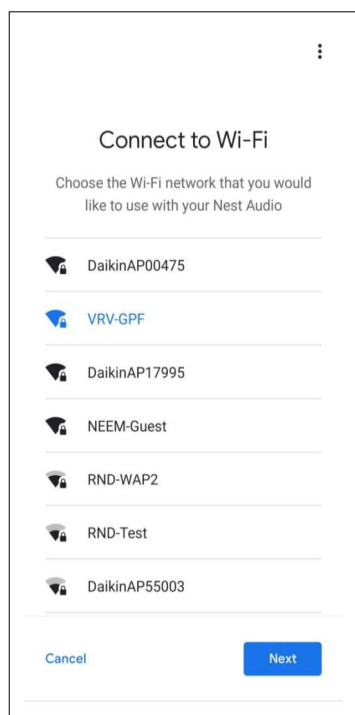 Connect to Wi-Fi
Choose the Wi-Fi network that you would
like to use with your Nest Audio
DaikinAP00475
VRV-GPF
DaikinAP17995
NEEM-Guest
RND-WAP2
RND-Test
DaikinAP55003
Cancel
Next